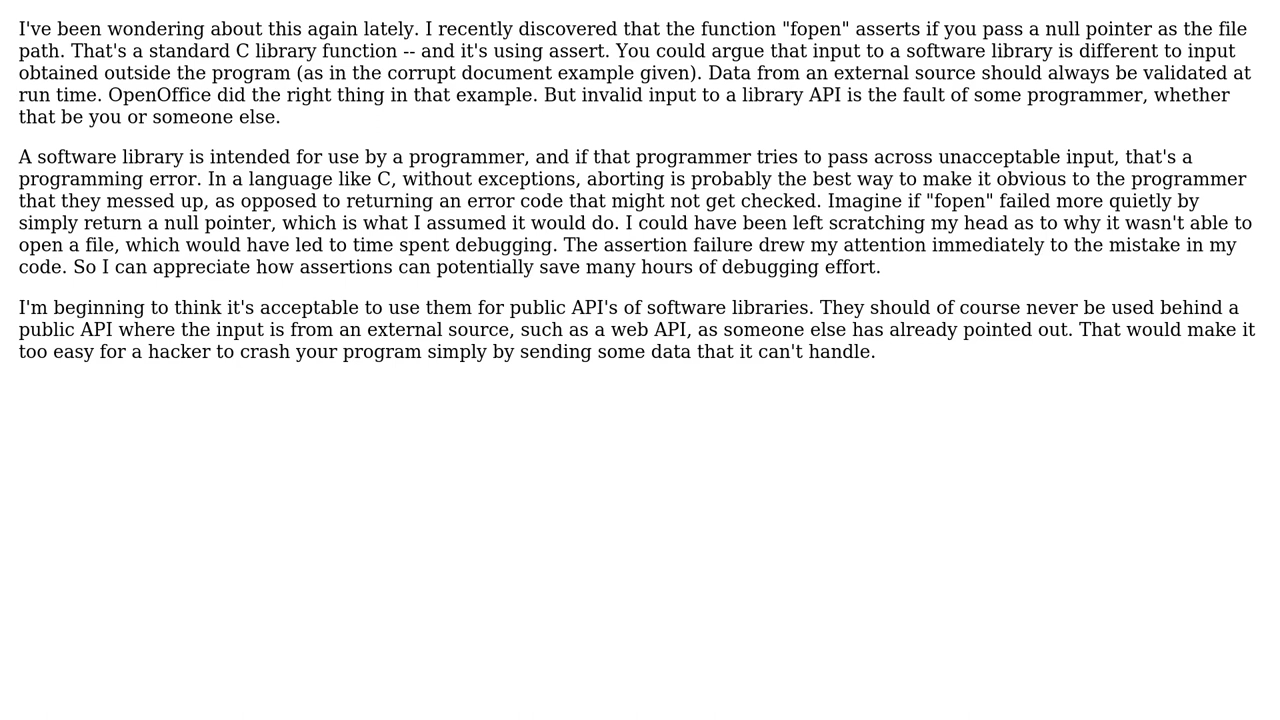 I've been wondering about this again lately. I recently discovered that the function "fopen" asserts if you pass a null pointer as the file
path. That's a standard C library function -- and it's using assert. You could argue that input to a software library is different to input
obtained outside the program (as in the corrupt document example given). Data from an external source should always be validated at
run time. OpenOffice did the right thing in that example. But invalid input to a library API is the fault of some programmer, whether
that be you or someone else.
A software library is intended for use by a programmer, and if that programmer tries to pass across unacceptable input, that's a
programming error. In a language like C, without exceptions, aborting is probably the best way to make it obvious to the programmer
that they messed up, as opposed to returning an error code that might not get checked. Imagine if "fopen" failed more quietly by
simply return a null pointer, which is what I assumed it would do. I could have been left scratching my head as to why it wasn't able to
open a file, which would have led to time spent debugging. The assertion failure drew my attention immediately to the mistake in my
code. So I can appreciate how assertions can potentially save many hours of debugging effort.
I'm beginning to think it's acceptable to use them for public API's of software libraries. They should of course never be used behind a
public API where the input is from an external source, such as a web API, as someone else has already pointed out. That would make it
too easy for a hacker to crash your program simply by sending some data that it can't handle.